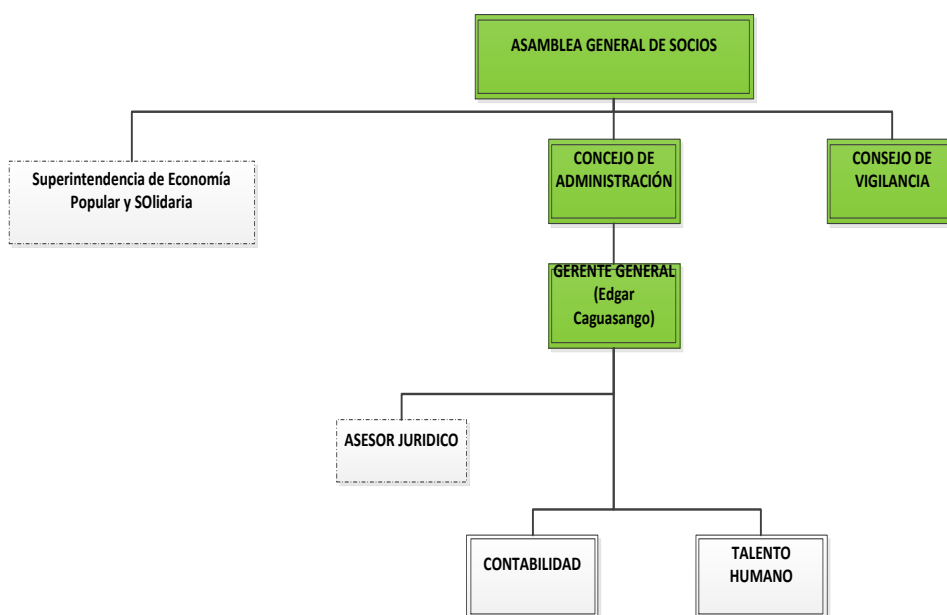 ASAMBLEA GENERAL DE SOCIOS
Superintendencia de Economía
Popular y SOlidaria
CONCEJO DE
ADMINISTRACIÓN
CONSEJO DE
VIGILANCIA
GERENTE GENERAL
(Edgar
Caguasango)
ASESOR JURIDICO
CONTABILIDAD
TALENTO
HUMANO